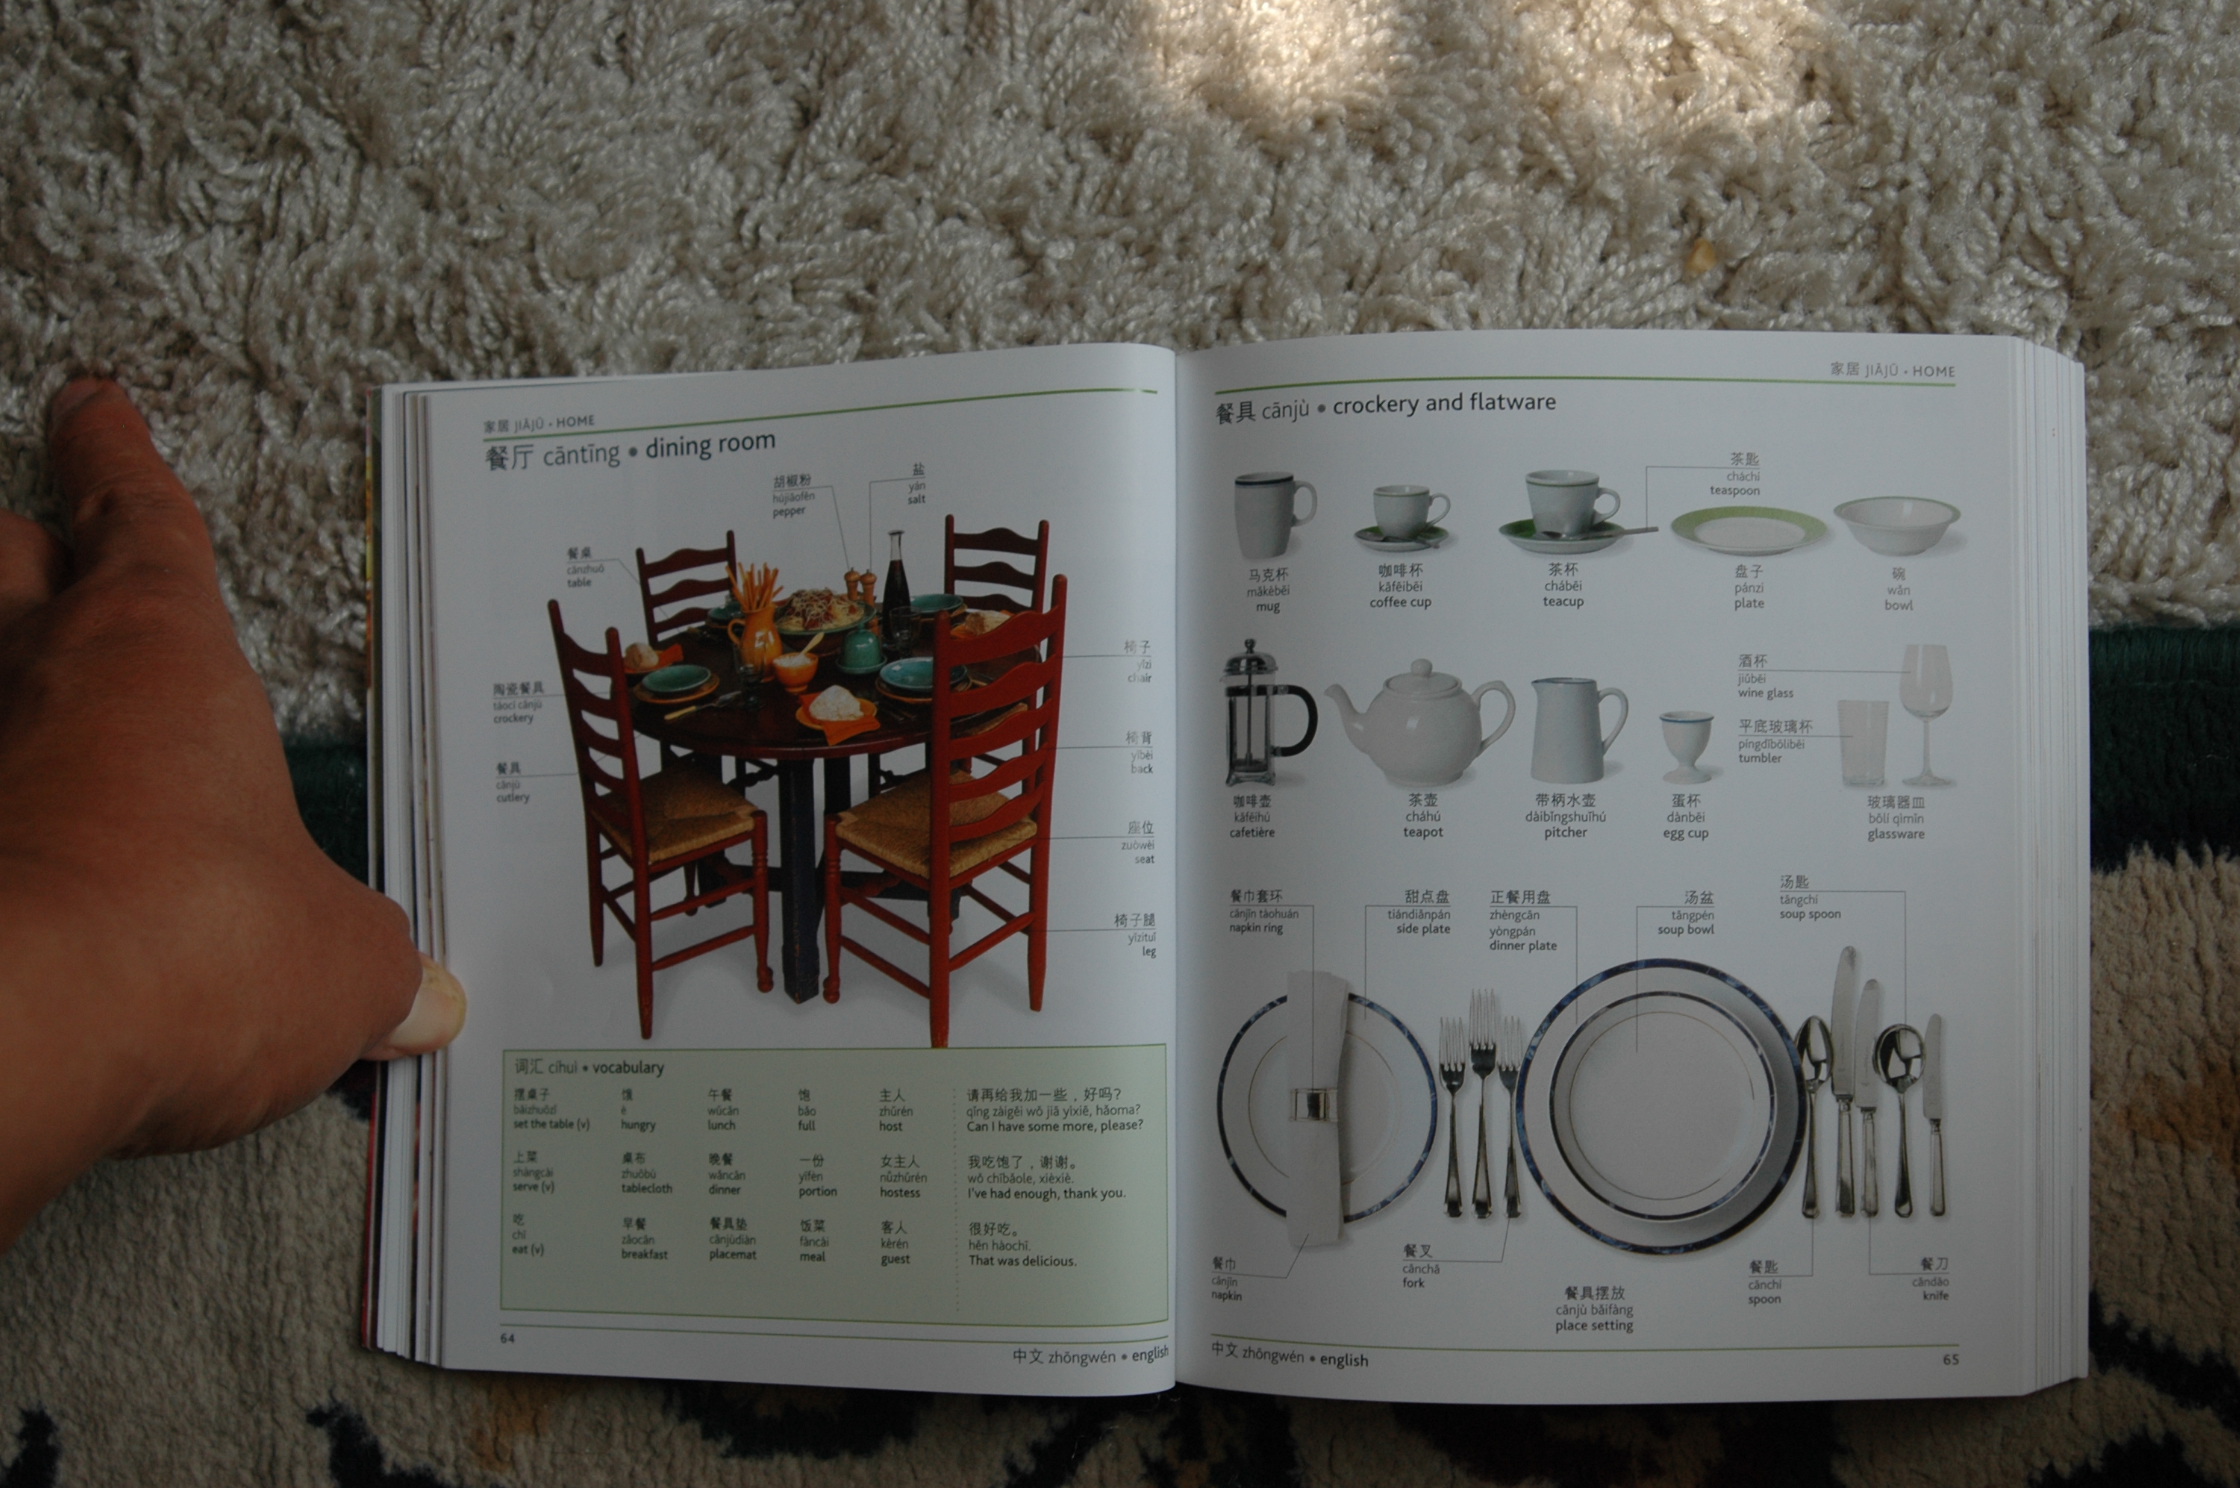 家居 JIĀJŪ • HOME
餐厅 cāntīng • dining room
胡椒粉
hújiāofěn
pepper
盐
yán
salt
餐桌
cānzhuō
table
陶瓷餐具
táocí cānjù
crockery
餐具
cānjù
cutlery
椅子
yǐzi
chair
椅背
yǐbèi
back
座位
zuòwèi
seat
椅子腿
yǐzituǐ
leg
词汇 cíhuì • vocabulary
摆桌子
bǎizhuōzi
set the table (v)
上菜
shàngcài
serve (v)
吃
chī
eat (v)
饿
è
hungry
桌布
zhuōbù
tablecloth
早餐
zǎocān
breakfast
午餐
wǔcān
lunch
晚餐
wǎncān
dinner
餐具垫
cānjùdiàn
placemat
饱
bǎo
full
一份
yīfèn
portion
饭菜
fàncài
meal
主人
zhǔrén
host
女主人
nǚzhǔrén
hostess
客人
kèrén
guest
请再给我加一些，好吗？
qǐng zàigěi wǒ jiā yìxiē, hǎoma?
Can I have some more, please?
我吃饱了，谢谢。
wǒ chībǎole, xièxiè.
I've had enough, thank you.
很好吃。
hěn hǎochī.
That was delicious.
64
中文 zhōngwén • english
家居 JIĀJŪ • HOME
餐具 cānjù • crockery and flatware
马克杯
mǎkèbēi
mug
咖啡杯
kāfēibēi
coffee cup
茶杯
chábēi
teacup
茶匙
cháchí
teaspoon
盘子
pánzi
plate
碗
wǎn
bowl
咖啡壶
kāfēihú
cafetière
茶壶
cháhú
teapot
带柄水壶
dàibǐngshuǐhú
pitcher
蛋杯
dànbēi
egg cup
酒杯
jiǔbēi
wine glass
平底玻璃杯
píngdǐbōlibēi
tumbler
玻璃器皿
bōlí qìmǐn
glassware
餐巾套环
cānjīn tàohuán
napkin ring
甜点盘
tiándiǎnpán
side plate
正餐用盘
zhèngcān
yòngpán
dinner plate
汤盆
tāngpén
soup bowl
汤匙
tāngchí
soup spoon
餐巾
cānjīn
napkin
餐叉
cānchā
fork
餐具摆放
cānjù bǎifàng
place setting
餐匙
cānchí
spoon
餐刀
cāndāo
knife
中文 zhōngwén • english
65